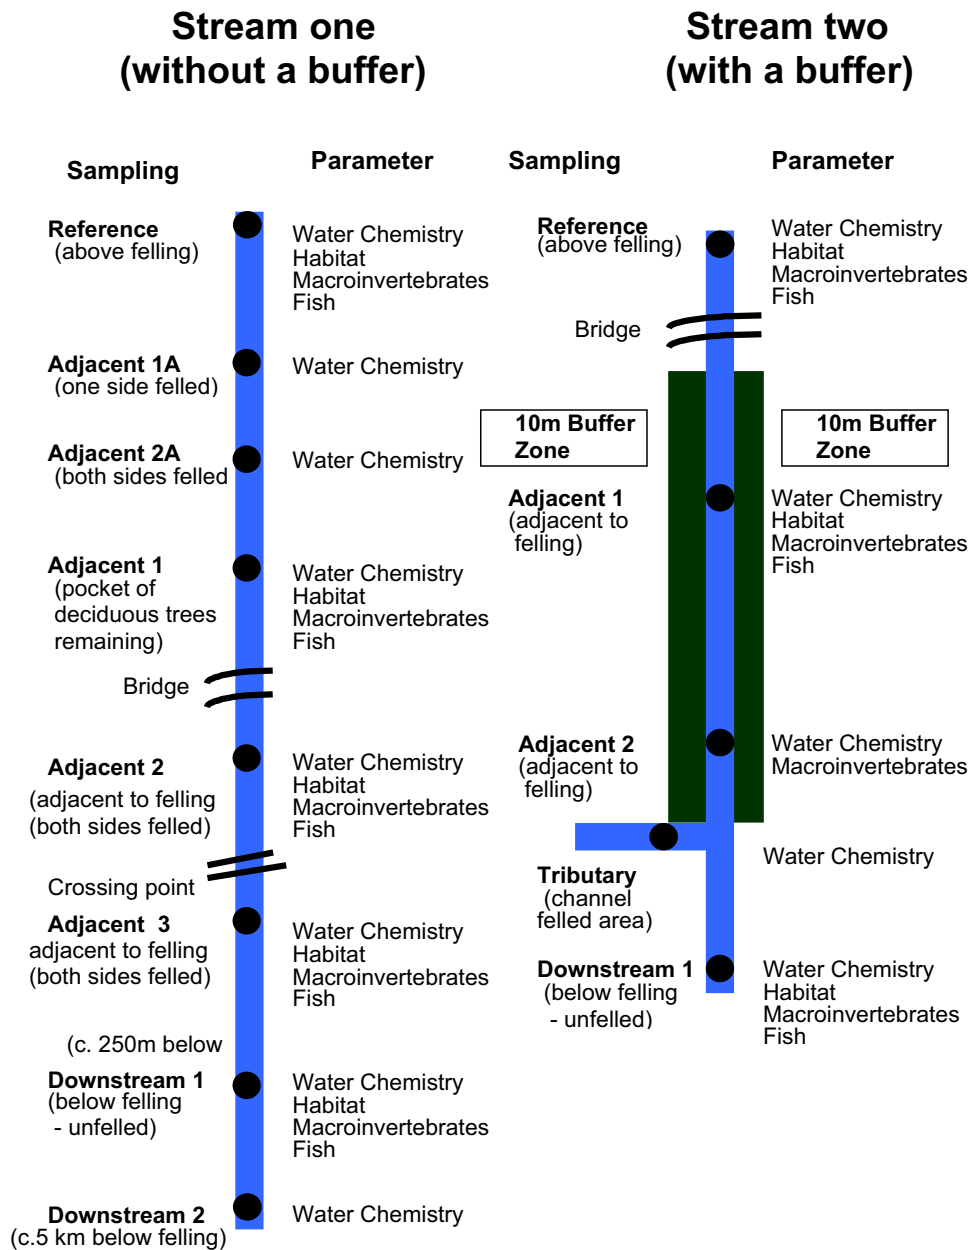 Stream one
(without a buffer)
Sampling
Parameter
Reference
(above felling)
Water Chemistry
Habitat
Macroinvertebrates
Fish
Adjacent 1A
(one side felled)
Water Chemistry
Adjacent 2A
(both sides felled
Water Chemistry
Adjacent 1
(pocket of
deciduous trees
remaining)
Water Chemistry
Habitat
Macroinvertebrates
Fish
Bridge
Adjacent 2
(adjacent to felling
(both sides felled)
Water Chemistry
Habitat
Macroinvertebrates
Fish
Crossing point
Adjacent 3
adjacent to felling
(both sides felled)
Water Chemistry
Habitat
Macroinvertebrates
Fish
(c. 250m below
Downstream 1
(below felling
- unfelled)
Water Chemistry
Habitat
Macroinvertebrates
Fish
Downstream 2
(c.5 km below felling)
Water Chemistry
Stream two
(with a buffer)
Sampling
Parameter
Reference
(above felling)
Water Chemistry
Habitat
Macroinvertebrates
Fish
Bridge
10m Buffer
Zone
10m Buffer
Zone
Adjacent 1
(adjacent to
felling)
Water Chemistry
Habitat
Macroinvertebrates
Fish
Adjacent 2
(adjacent to
felling)
Water Chemistry
Macroinvertebrates
Tributary
(channel
felled area)
Water Chemistry
Downstream 1
(below felling
- unfelled)
Water Chemistry
Habitat
Macroinvertebrates
Fish